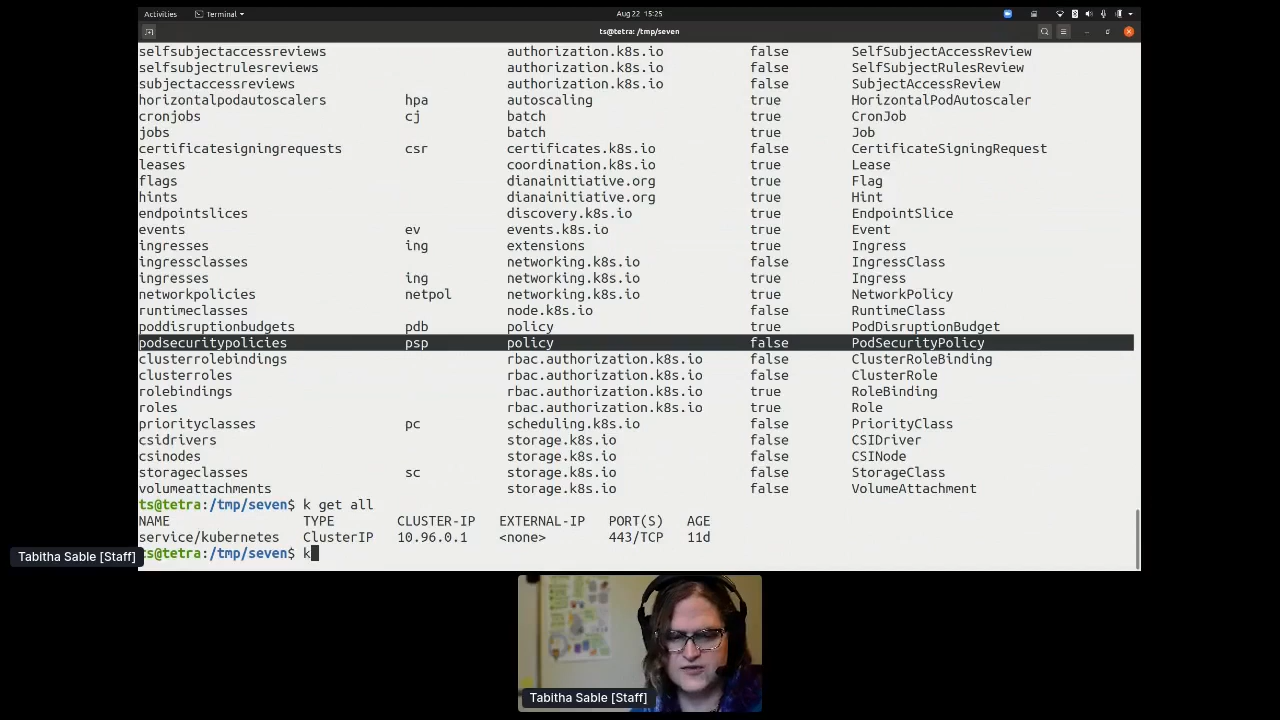 Activities Terminal Aug 22 15:25
ts@tetra: /tmp/seven
selfsubjectaccessreviews authorization.k8s.io false SelfSubjectAccessReview
selfsubjectrulesreviews authorization.k8s.io false SelfSubjectRulesReview
subjectaccessreviews authorization.k8s.io false SubjectAccessReview
horizontalpodautoscalers hpa autoscaling true HorizontalPodAutoscaler
cronjobs cj batch true CronJob
jobs batch true Job
certificatesigningrequests csr certificates.k8s.io false CertificateSigningRequest
leases coordination.k8s.io true Lease
flags dianainitiative.org true Flag
hints dianainitiative.org true Hint
endpointslices discovery.k8s.io true EndpointSlice
events ev events.k8s.io true Event
ingresses ing extensions true Ingress
ingressclasses networking.k8s.io false IngressClass
ingresses ing networking.k8s.io true Ingress
networkpolicies netpol networking.k8s.io true NetworkPolicy
runtimeclasses node.k8s.io false RuntimeClass
poddisruptionbudgets pdb policy true PodDisruptionBudget
podsecuritypolicies psp policy false PodSecurityPolicy
clusterrolebindings rbac.authorization.k8s.io false ClusterRoleBinding
clusterroles rbac.authorization.k8s.io false ClusterRole
rolebindings rbac.authorization.k8s.io true RoleBinding
roles rbac.authorization.k8s.io true Role
priorityclasses pc scheduling.k8s.io false PriorityClass
csidrivers storage.k8s.io false CSIDriver
csinodes storage.k8s.io false CSINode
storageclasses sc storage.k8s.io false StorageClass
volumeattachments storage.k8s.io false VolumeAttachment
ts@tetra:/tmp/seven$ k get all
NAME TYPE CLUSTER-IP EXTERNAL-IP PORT(S) AGE
service/kubernetes ClusterIP 10.96.0.1 <none> 443/TCP 11d
ts@tetra:/tmp/seven$ k
Tabitha Sable [Staff]
Tabitha Sable [Staff]